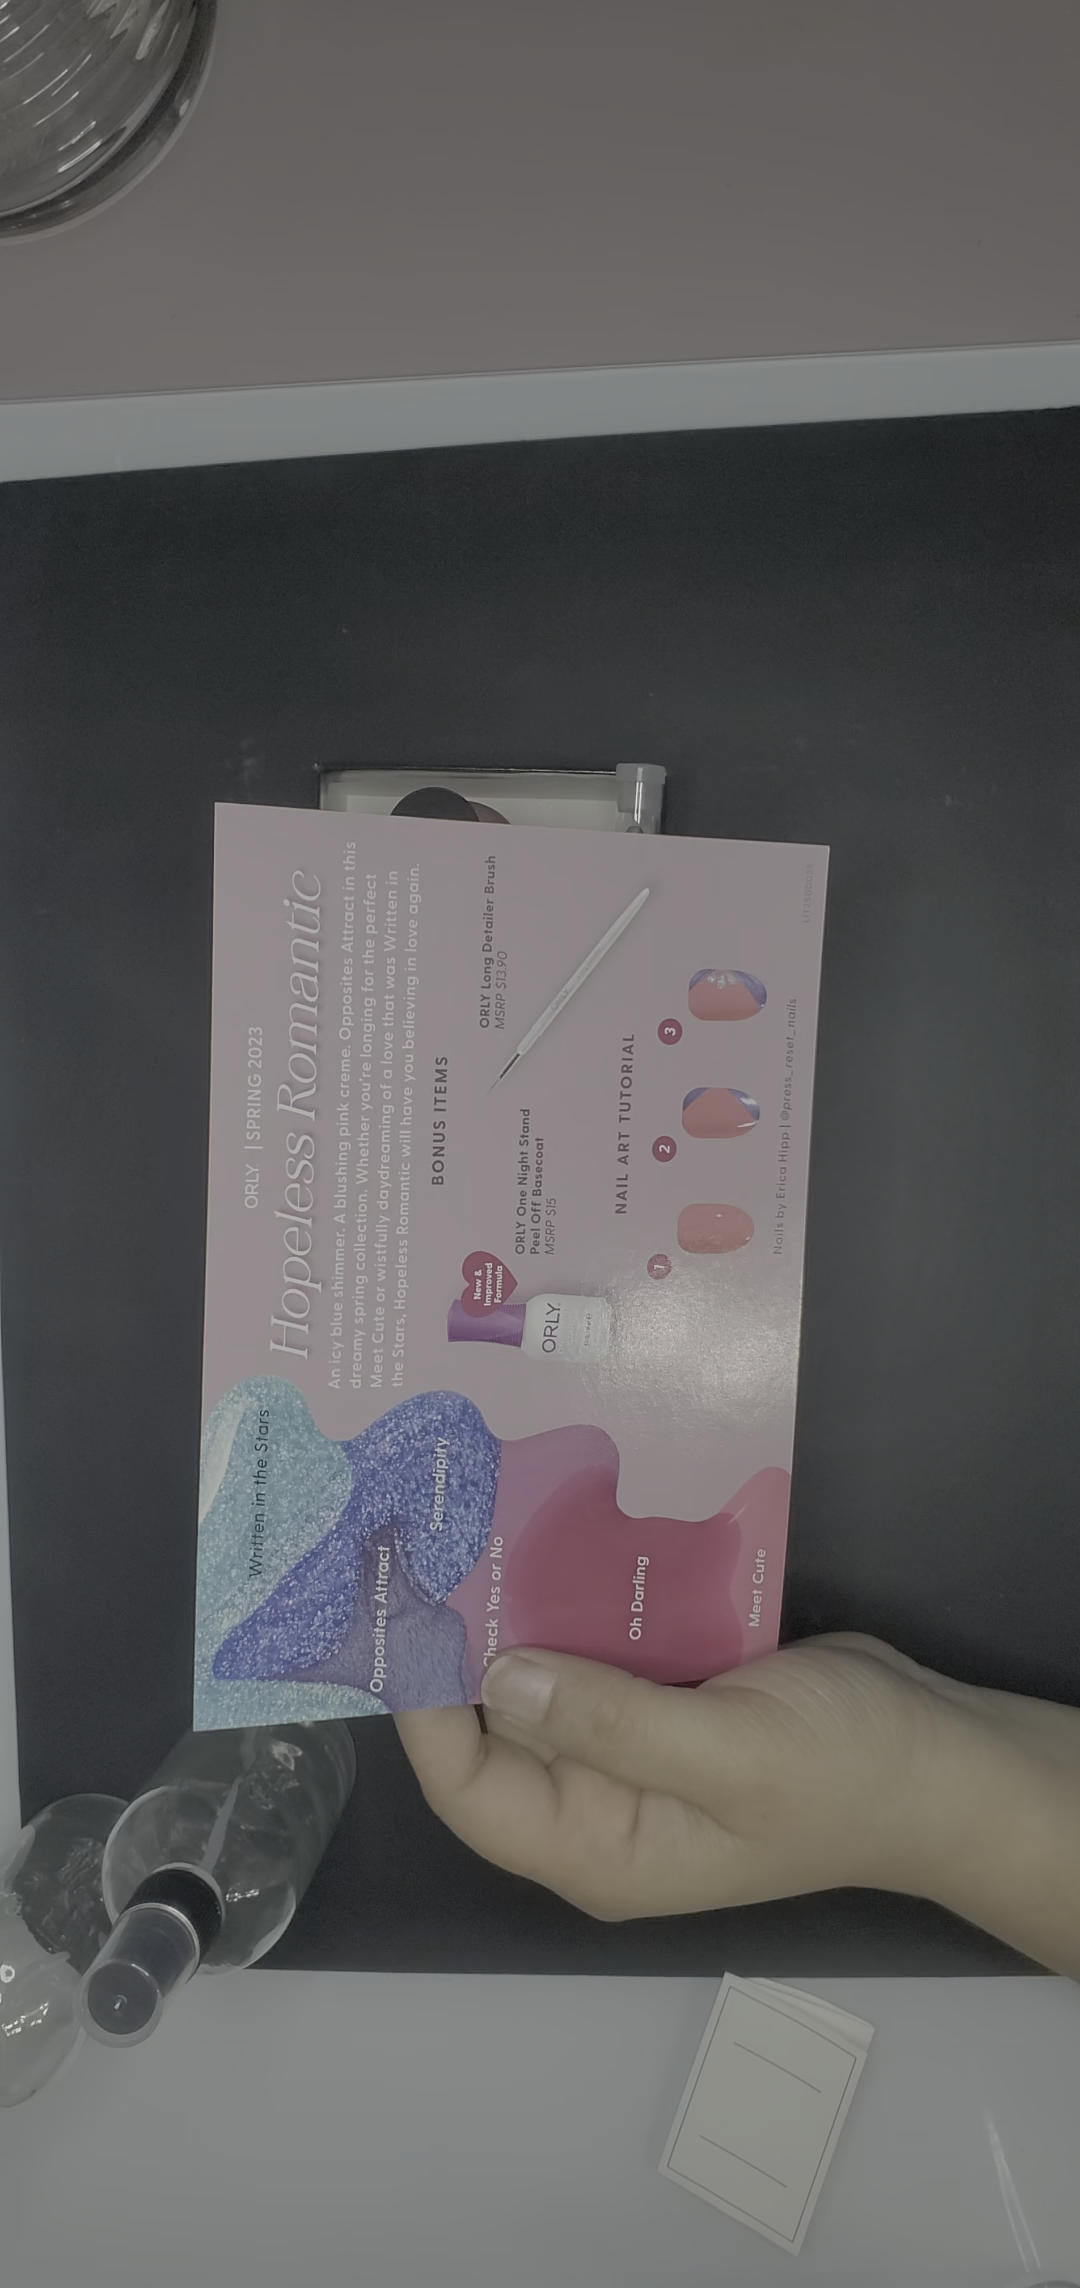 ORLY | SPRING 2023
Hopeless Romantic
An icy blue shimmer. A blushing pink creme. Opposites Attract in this
dreamy spring collection. Whether you're longing for the perfect
Meet Cute or wistfully daydreaming of a love that was Written in
the Stars, Hopeless Romantic will have you believing in love again.
BONUS ITEMS
New &
Improved
Formula
ORLY
ORLY One Night Stand
Peel Off Basecoat
MSRP $15
ORLY Long Detailer Brush
MSRP $13.90
NAIL ART TUTORIAL
1
2
3
Nails by Erica Hipp | @press_reset_nails
Written in the Stars
Serendipity
Opposites Attract
Check Yes or No
Oh Darling
Meet Cute